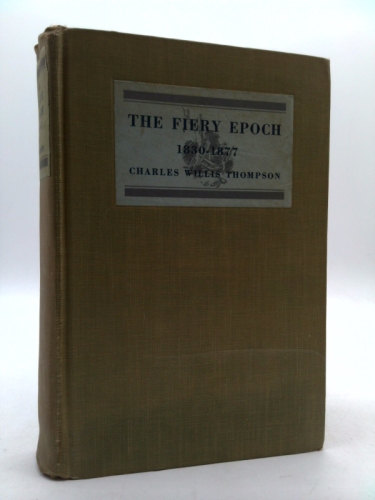 THE FIERY EPOCH
1830-1877
CHARLES WILLIS THOMPSON